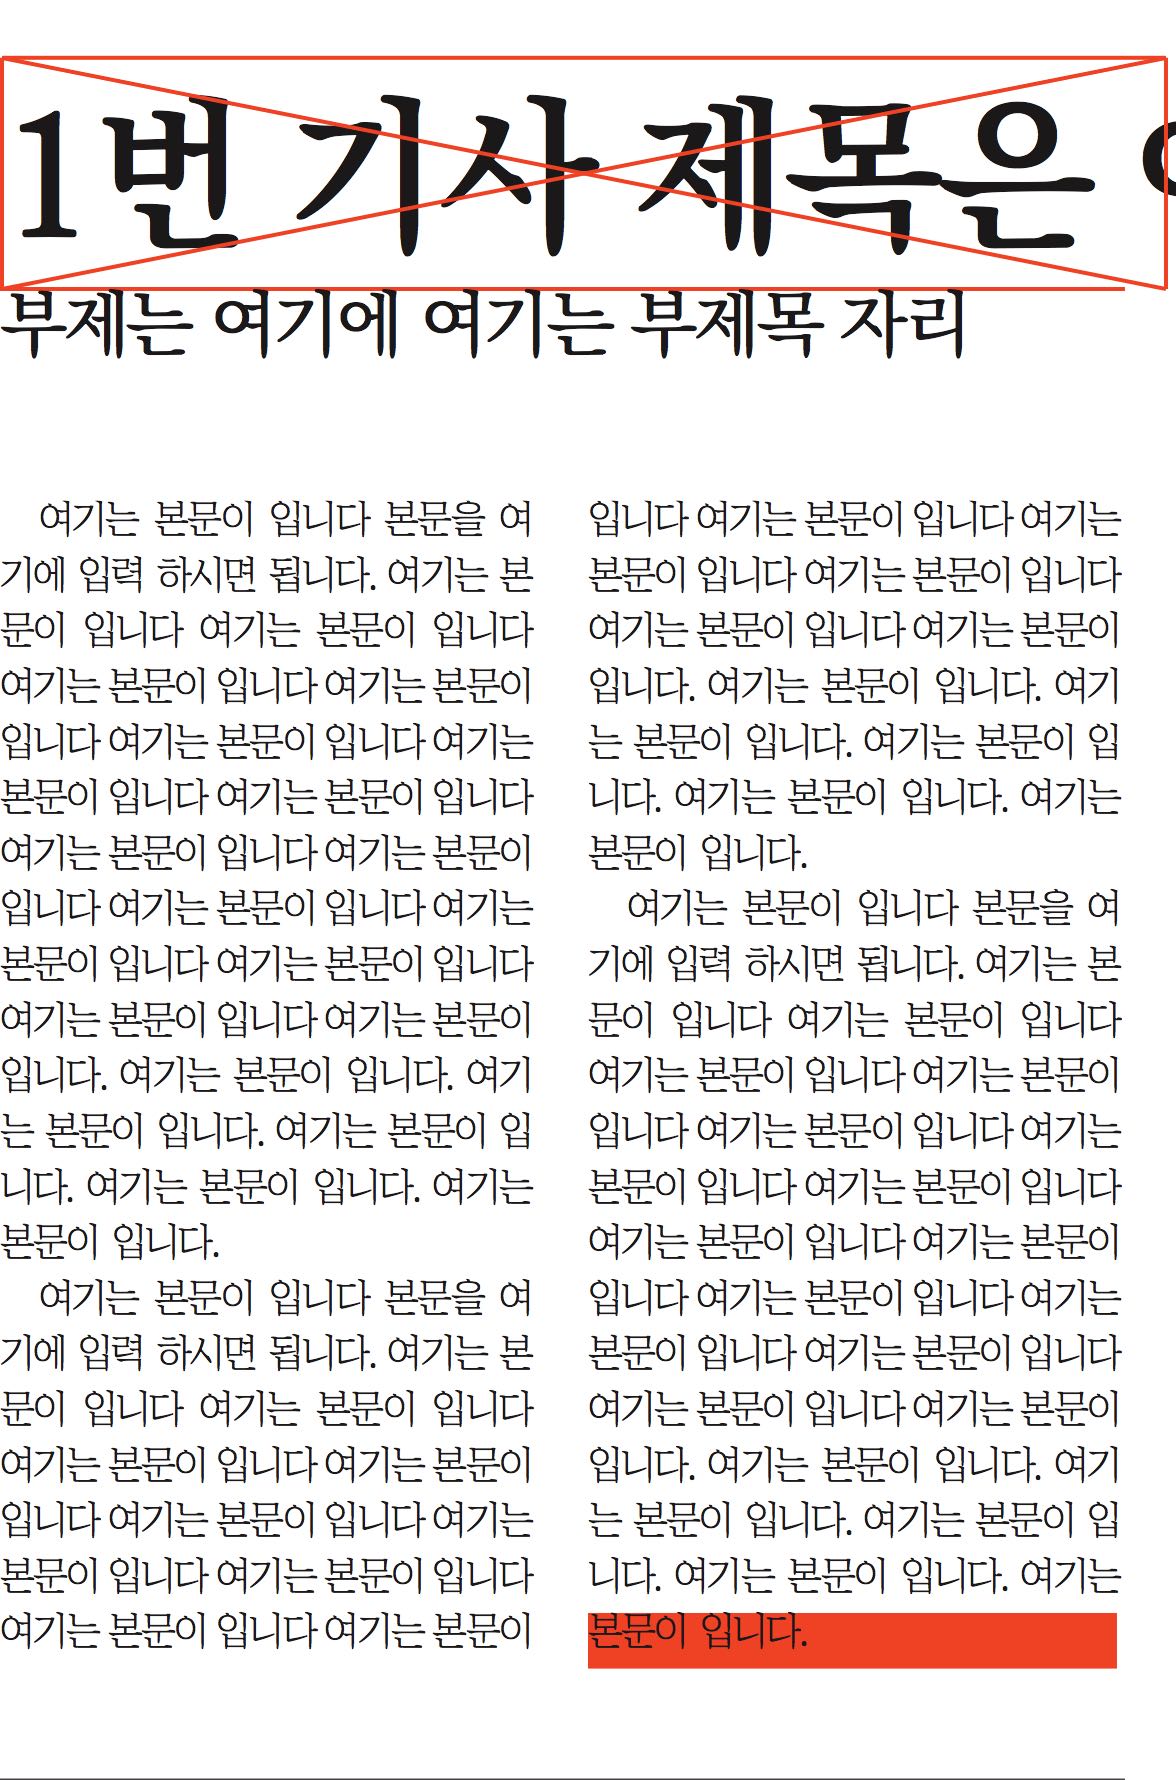 1번 기사 제목은
부제는 여기에 여기는 부제목 자리
여기는 본문이 입니다 본문을 여
기에 입력 하시면 됩니다. 여기는 본
문이 입니다 여기는 본문이 입니다
여기는 본문이 입니다 여기는 본문이
입니다 여기는 본문이 입니다 여기는
본문이 입니다 여기는 본문이 입니다
여기는 본문이 입니다 여기는 본문이
입니다 여기는 본문이 입니다 여기는
본문이 입니다 여기는 본문이 입니다
여기는 본문이 입니다 여기는 본문이
입니다. 여기는 본문이 입니다. 여기
는 본문이 입니다. 여기는 본문이 입
니다. 여기는 본문이 입니다. 여기는
본문이 입니다.
여기는 본문이 입니다 본문을 여
기에 입력 하시면 됩니다. 여기는 본
문이 입니다 여기는 본문이 입니다
여기는 본문이 입니다 여기는 본문이
입니다 여기는 본문이 입니다 여기는
본문이 입니다 여기는 본문이 입니다
여기는 본문이 입니다 여기는 본문이
입니다 여기는 본문이 입니다 여기는
본문이 입니다 여기는 본문이 입니다
여기는 본문이 입니다 여기는 본문이
입니다. 여기는 본문이 입니다. 여기
는 본문이 입니다. 여기는 본문이 입
니다. 여기는 본문이 입니다. 여기는
본문이 입니다.
여기는 본문이 입니다 본문을 여
기에 입력 하시면 됩니다. 여기는 본
문이 입니다 여기는 본문이 입니다
여기는 본문이 입니다 여기는 본문이
입니다 여기는 본문이 입니다 여기는
본문이 입니다 여기는 본문이 입니다
여기는 본문이 입니다 여기는 본문이
입니다 여기는 본문이 입니다 여기는
본문이 입니다 여기는 본문이 입니다
여기는 본문이 입니다 여기는 본문이
입니다. 여기는 본문이 입니다. 여기
는 본문이 입니다. 여기는 본문이 입
니다. 여기는 본문이 입니다. 여기는
본문이 입니다.